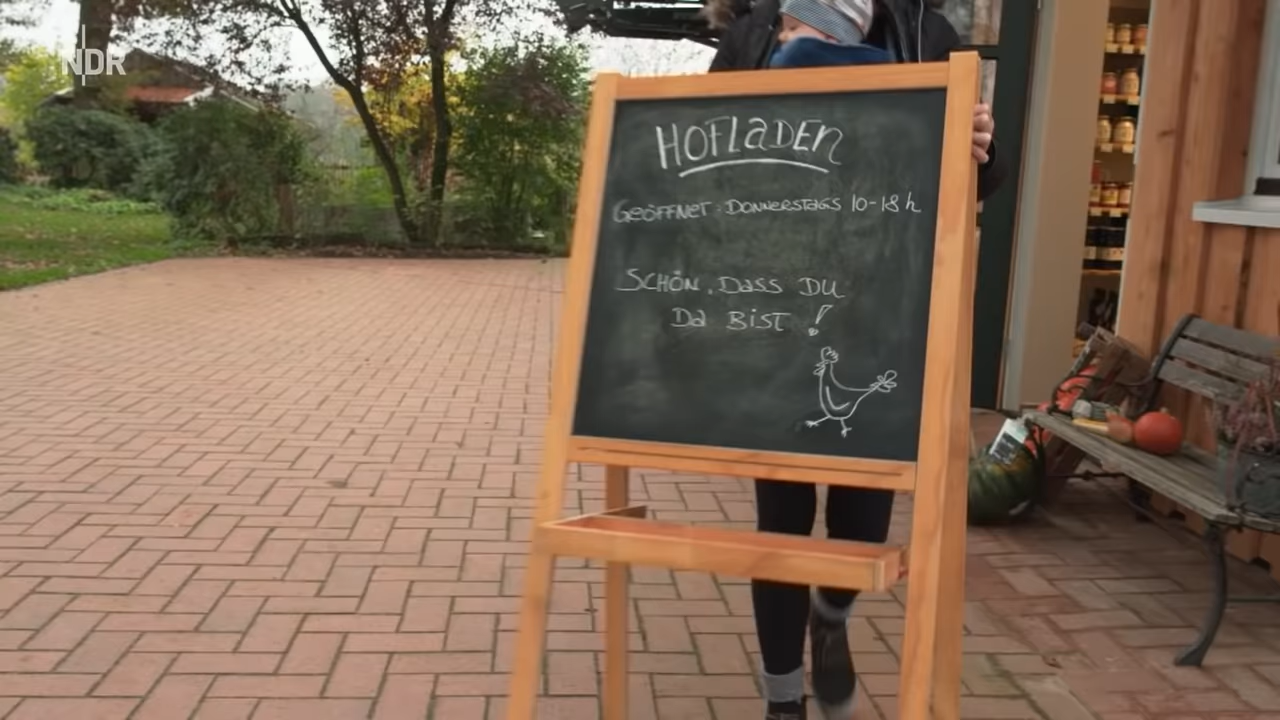 NDR
HOFLaDEN
GEÖFFNET: DONNERSTAGS 10-18 h
SCHÖN, Dass DU
Da BIST!